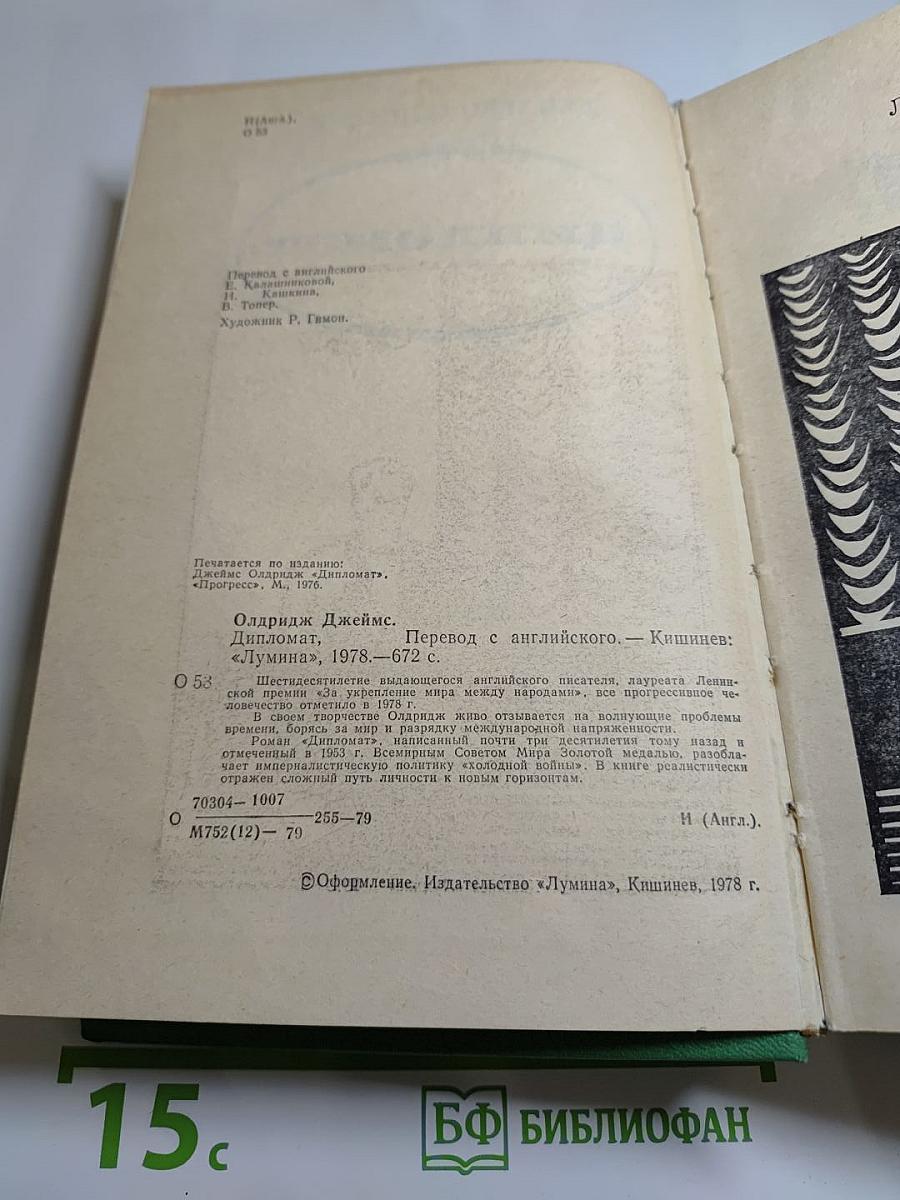 И(Англ).
О 53
Перевод с английского
Е. Калашниковой,
И. Кашкина,
В. Топер.
Художник Р. Гимон.
Печатается по изданию:
Джеймс Олдридж «Дипломат»,
«Прогресс», М., 1976.
Олдридж Джеймс.
Дипломат, Перевод с английского. — Кишинев:
«Лумина», 1978.—672 с.
О 53 Шестидесятилетие выдающегося английского писателя, лауреата Ленин-
ской премии «За укрепление мира между народами», все прогрессивное че-
ловечество отметило в 1978 г.
В своем творчестве Олдридж живо отзывается на волнующие проблемы
времени, борясь за мир и разрядку международной напряженности.
Роман «Дипломат», написанный почти три десятилетия тому назад и
отмеченный в 1953 г. Всемирным Советом Мира Золотой медалью, разобла-
чает империалистическую политику «холодной войны». В книге реалистически
отражен сложный путь личности к новым горизонтам.
70304— 1007
О 255—79 И (Англ.).
М752(12)— 79
©Оформление. Издательство «Лумина», Кишинев, 1978 г.
15 с БФ БИБЛИОФАН